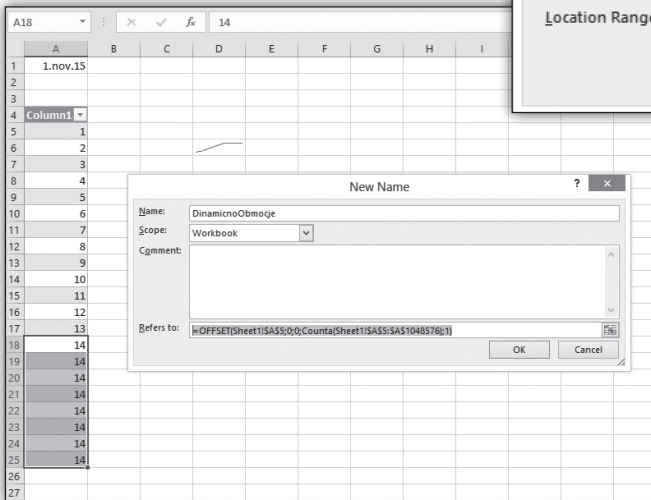 Location Range
A18 fx 14
A B C D E F G H I
1 1.nov.15
2
3
4 Column1
5 1
6 2
7 3
8 4
9 5
10 6
11 7
12 8
13 9
14 10
15 11
16 12
17 13
18 14
19 14
20 14
21 14
22 14
23 14
24 14
25 14
26
27
New Name
? ×
Name: DinamicnoObmocje
Scope: Workbook
Comment:
Refers to: =OFFSET(Sheet1!$A$5;0;0;Counta(Sheet1!$A$5:$A$1048576);1)
OK Cancel